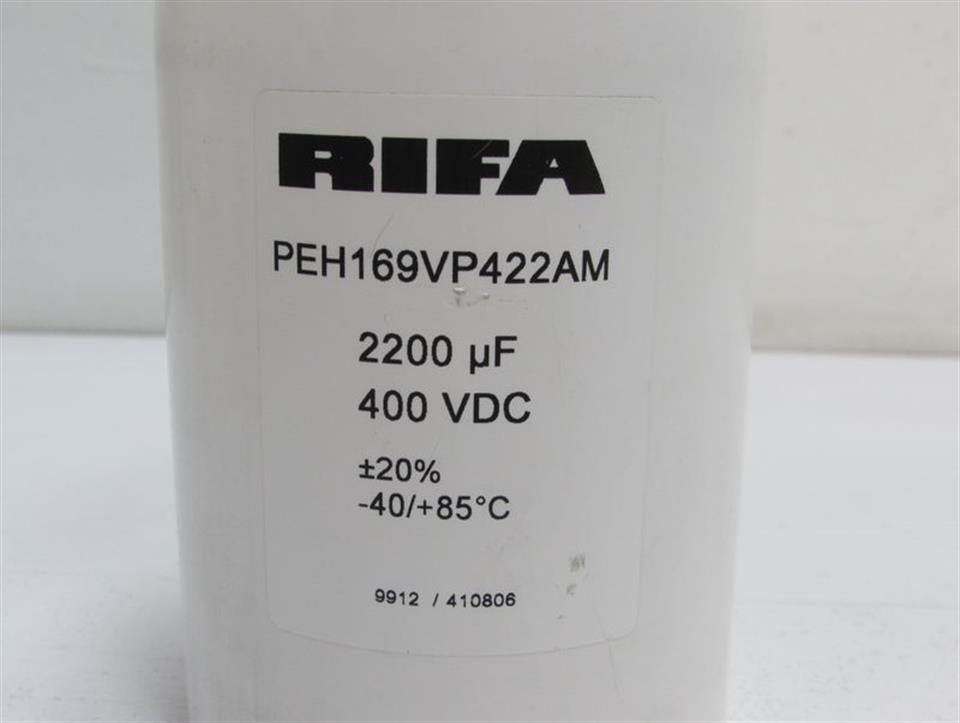 RIFA
PEH169VP422AM
2200 µF
400 VDC
±20%
-40/+85°C
9912 / 410806